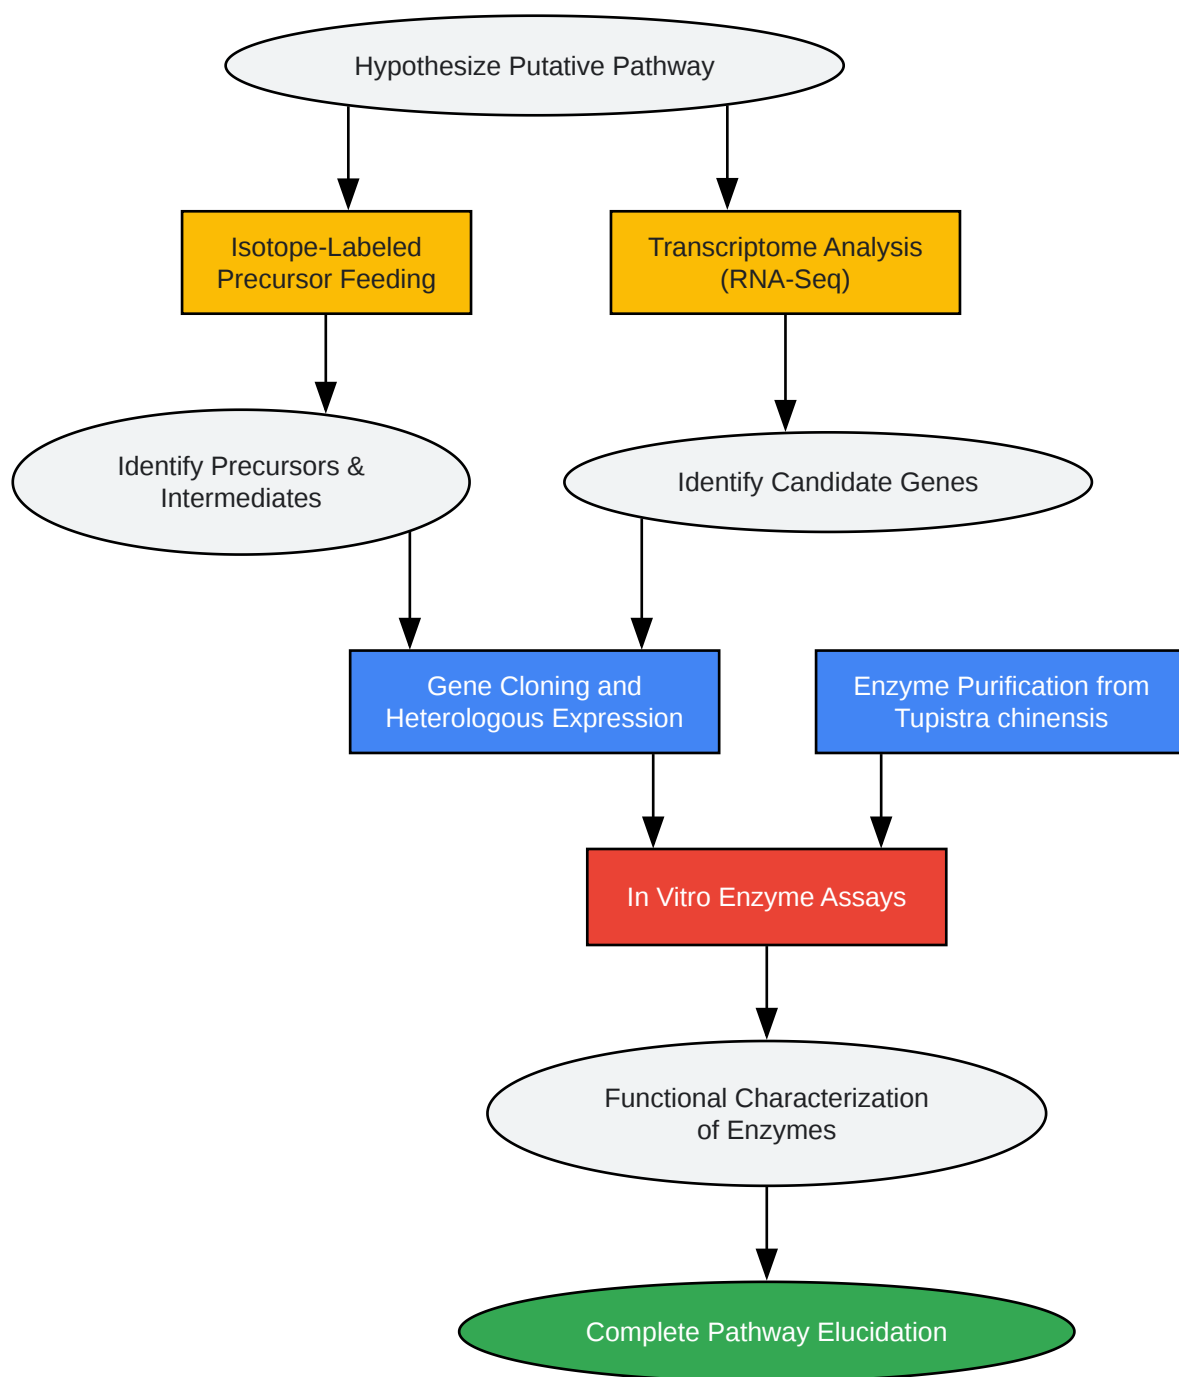 Hypothesize Putative Pathway
Isotope-Labeled
Precursor Feeding
Transcriptome Analysis
(RNA-Seq)
Identify Precursors &
Intermediates
Identify Candidate Genes
Gene Cloning and
Heterologous Expression
Enzyme Purification from
Tupistra chinensis
In Vitro Enzyme Assays
Functional Characterization
of Enzymes
Complete Pathway Elucidation